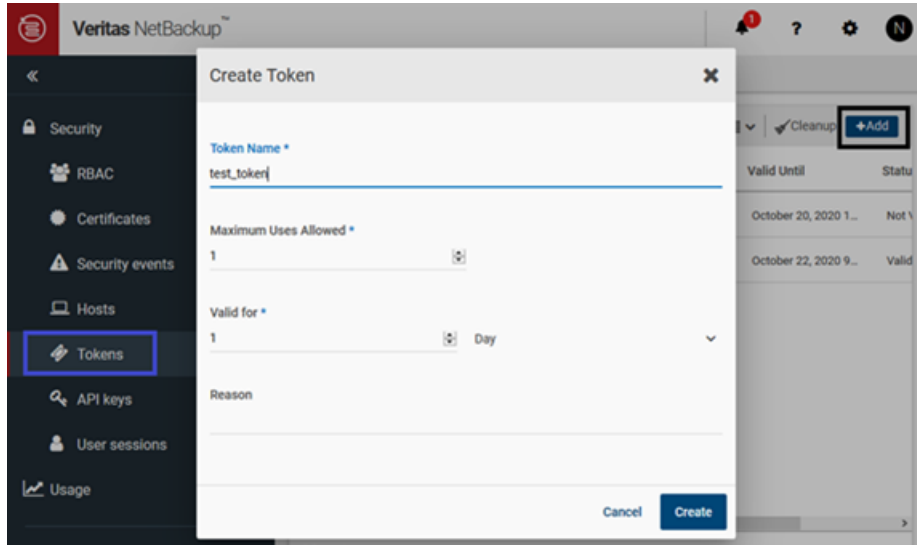 Veritas NetBackup™
1
?
N
«
Create Token
Security
Cleanup
+Add
Token Name *
test_token
RBAC
Valid Until
Certificates
Maximum Uses Allowed *
October 20, 2020 1...
Not
1
Security events
October 22, 2020 9...
Valid
Hosts
Valid for *
1
Day
Tokens
API keys
Reason
User sessions
Usage
Cancel
Create